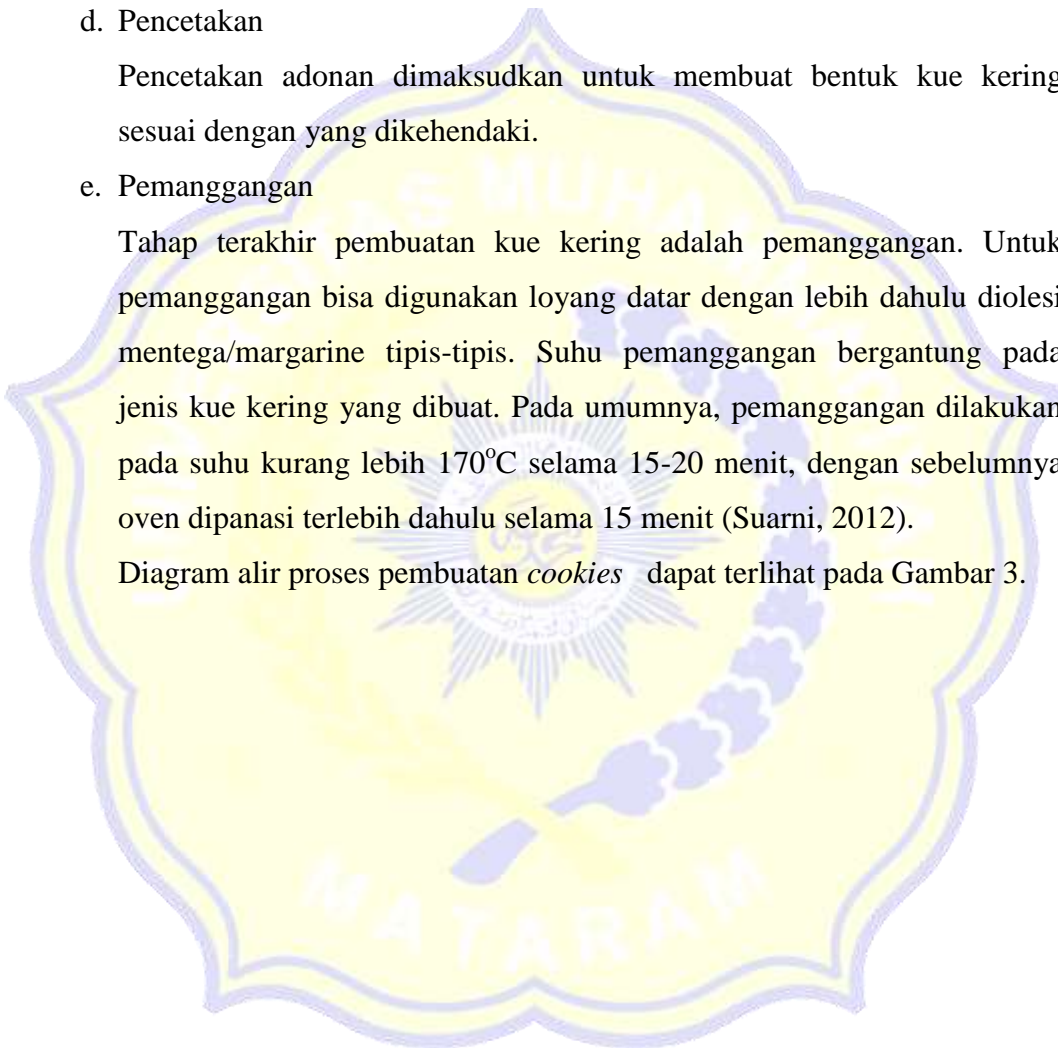 d. Pencetakan
Pencetakan adonan dimaksudkan untuk membuat bentuk kue kering
sesuai dengan yang dikehendaki.
e. Pemanggangan
Tahap terakhir pembuatan kue kering adalah pemanggangan. Untuk
pemanggangan bisa digunakan loyang datar dengan lebih dahulu diolesi
mentega/margarine tipis-tipis. Suhu pemanggangan bergantung pada
jenis kue kering yang dibuat. Pada umumnya, pemanggangan dilakukan
pada suhu kurang lebih 170°C selama 15-20 menit, dengan sebelumnya
oven dipanasi terlebih dahulu selama 15 menit (Suarni, 2012).
Diagram alir proses pembuatan cookies dapat terlihat pada Gambar 3.
UNIVERSITAS MUHAMMADIYAH
MATARAM